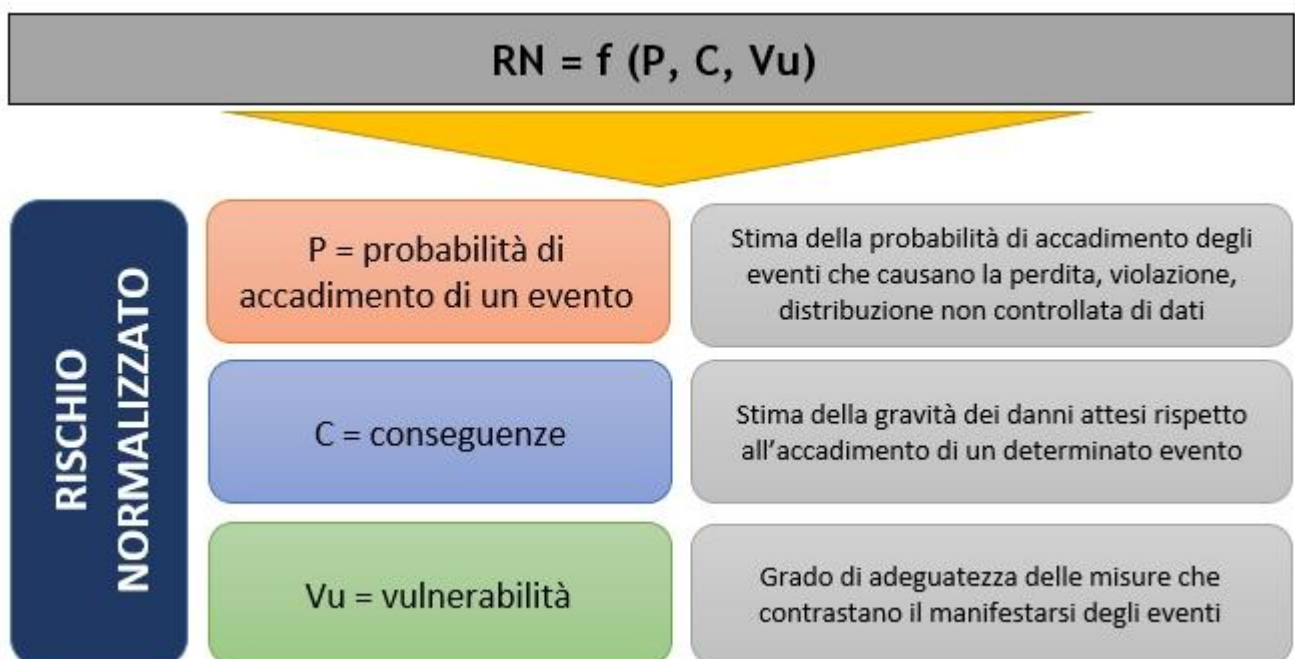 RN = f (P, C, Vu)
RISCHIO
NORMALIZZATO
P = probabilità di
accadimento di un evento
Stima della probabilità di accadimento degli
eventi che causano la perdita, violazione,
distribuzione non controllata di dati
C = conseguenze
Stima della gravità dei danni attesi rispetto
all’accadimento di un determinato evento
Vu = vulnerabilità
Grado di adeguatezza delle misure che
contrastano il manifestarsi degli eventi